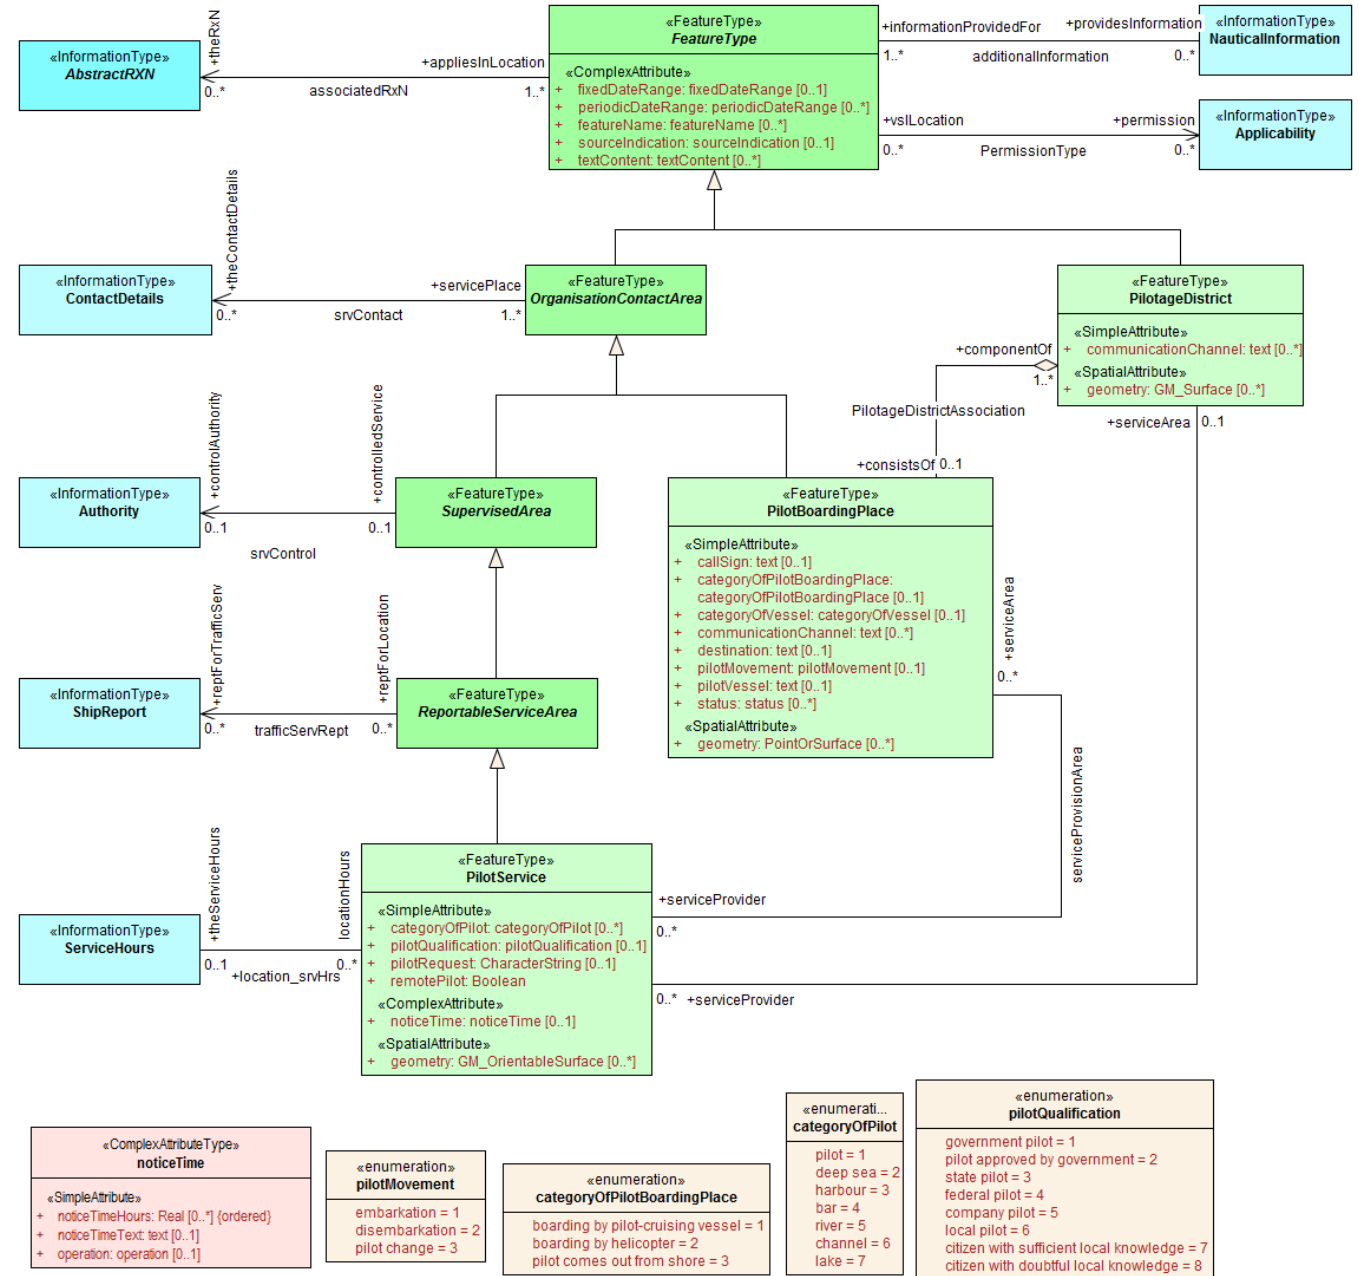 «FeatureType»
FeatureType
«ComplexAttribute»
+ fixedDateRange: fixedDateRange [0..1]
+ periodicDateRange: periodicDateRange [0..*]
+ featureName: featureName [0..*]
+ sourceIndication: sourceIndication [0..1]
+ textContent: textContent [0..*]
«InformationType»
AbstractRXN
+theRxN
0..*
associatedRxN
+appliesInLocation
1..*
+informationProvidedFor
1..*
additionalInformation
+providesInformation
0..*
«InformationType»
NauticalInformation
+vslLocation
0..*
PermissionType
+permission
0..*
«InformationType»
Applicability
«InformationType»
ContactDetails
+theContactDetails
0..*
srvContact
+servicePlace
1..*
«FeatureType»
OrganisationContactArea
«FeatureType»
PilotageDistrict
«SimpleAttribute»
+ communicationChannel: text [0..*]
«SpatialAttribute»
+ geometry: GM_Surface [0..*]
+componentOf
1..*
PilotageDistrictAssociation
+consistsOf 0..1
+serviceArea 0..1
«InformationType»
Authority
+controlAuthority
0..1
srvControl
+controlledService
0..1
«FeatureType»
SupervisedArea
«FeatureType»
PilotBoardingPlace
«SimpleAttribute»
+ callSign: text [0..1]
+ categoryOfPilotBoardingPlace:
categoryOfPilotBoardingPlace [0..1]
+ categoryOfVessel: categoryOfVessel [0..1]
+ communicationChannel: text [0..*]
+ destination: text [0..1]
+ pilotMovement: pilotMovement [0..1]
+ pilotVessel: text [0..1]
+ status: status [0..*]
«SpatialAttribute»
+ geometry: PointOrSurface [0..*]
+serviceArea
0..*
serviceProvisionArea
«InformationType»
ShipReport
+reptForTrafficServ
0..*
trafficServRept
+reptForLocation
0..*
«FeatureType»
ReportableServiceArea
«InformationType»
ServiceHours
+theServiceHours
0..1
+location_srvHrs
locationHours
0..*
«FeatureType»
PilotService
«SimpleAttribute»
+ categoryOfPilot: categoryOfPilot [0..*]
+ pilotQualification: pilotQualification [0..1]
+ pilotRequest: CharacterString [0..1]
+ remotePilot: Boolean
«ComplexAttribute»
+ noticeTime: noticeTime [0..1]
«SpatialAttribute»
+ geometry: GM_OrientableSurface [0..*]
+serviceProvider
0..*
0..* +serviceProvider
«ComplexAttributeType»
noticeTime
«SimpleAttribute»
+ noticeTimeHours: Real [0..*] {ordered}
+ noticeTimeText: text [0..1]
+ operation: operation [0..1]
«enumeration»
pilotMovement
embarkation = 1
disembarkation = 2
pilot change = 3
«enumeration»
categoryOfPilotBoardingPlace
boarding by pilot-cruising vessel = 1
boarding by helicopter = 2
pilot comes out from shore = 3
«enumerati...
categoryOfPilot
pilot = 1
deep sea = 2
harbour = 3
bar = 4
river = 5
channel = 6
lake = 7
«enumeration»
pilotQualification
government pilot = 1
pilot approved by government = 2
state pilot = 3
federal pilot = 4
company pilot = 5
local pilot = 6
citizen with sufficient local knowledge = 7
citizen with doubtful local knowledge = 8